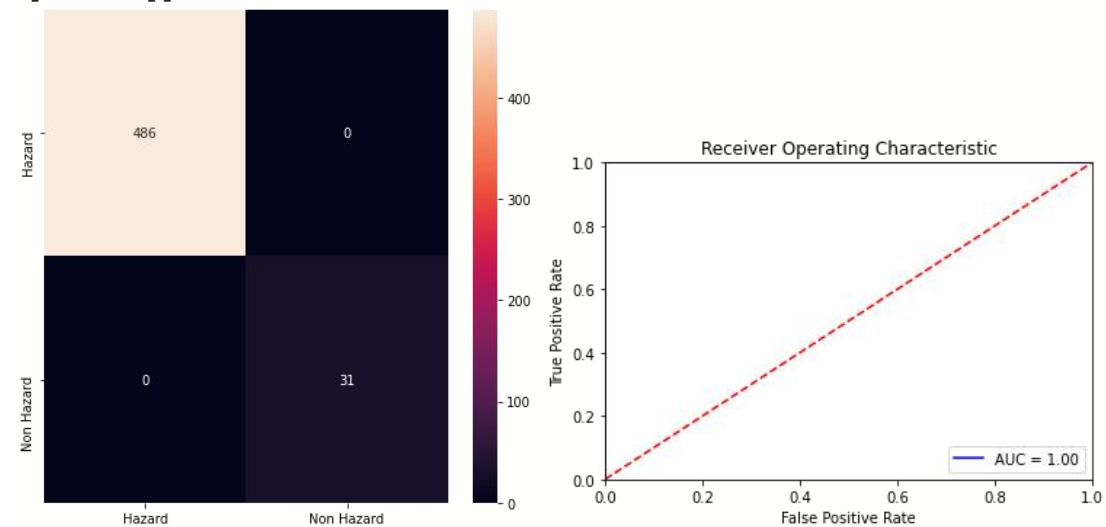 Hazard
Non Hazard
486
0
0
31
Hazard
Non Hazard
400
300
200
100
0
Receiver Operating Characteristic
True Positive Rate
1.0
0.8
0.6
0.4
0.2
0.0
AUC = 1.00
0.0
0.2
0.4
0.6
0.8
1.0
False Positive Rate